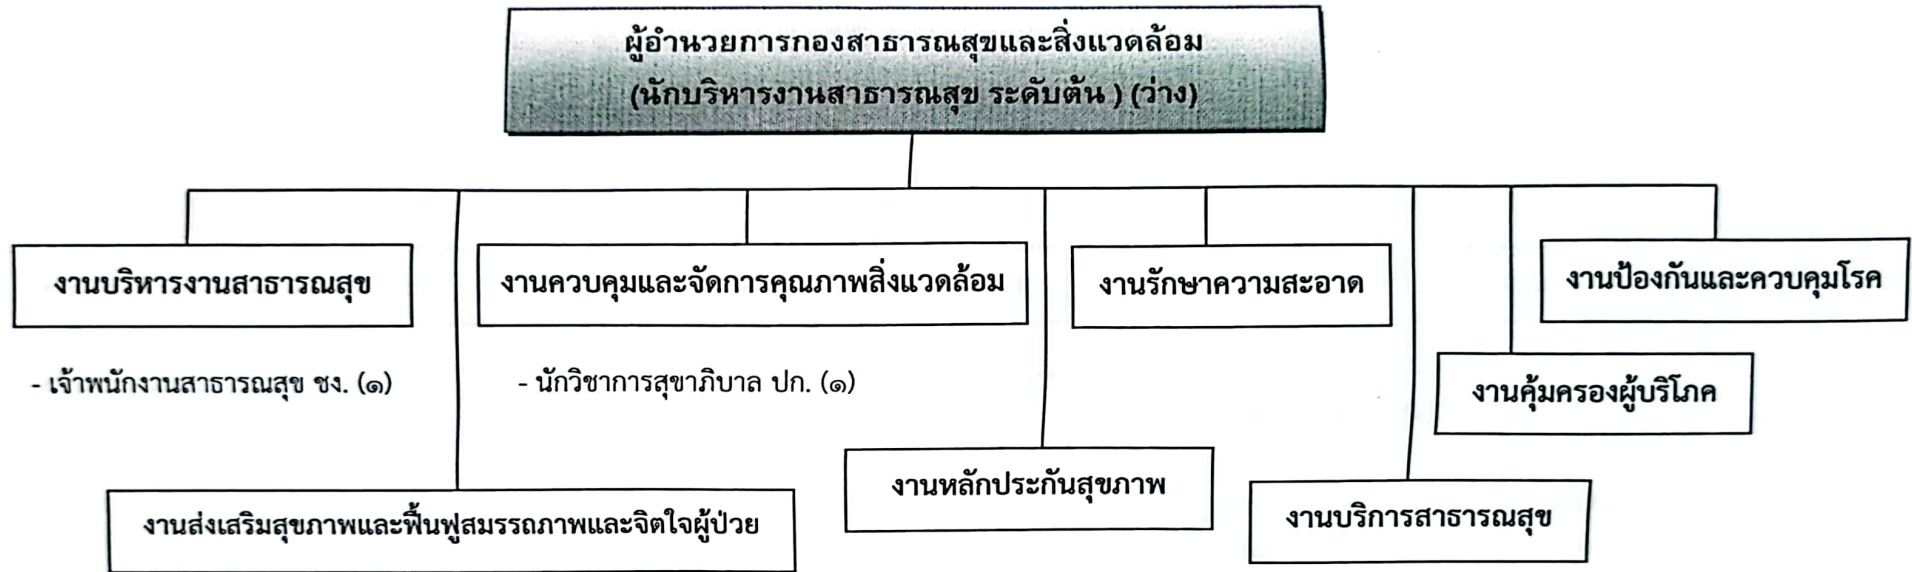 ผู้อำนวยการกองสาธารณสุขและสิ่งแวดล้อม
(นักบริหารงานสาธารณสุข ระดับต้น ) (ว่าง)
งานบริหารงานสาธารณสุข
งานควบคุมและจัดการคุณภาพสิ่งแวดล้อม
งานรักษาความสะอาด
งานป้องกันและควบคุมโรค
- เจ้าพนักงานสาธารณสุข ชง. (๑)
- นักวิชาการสุขาภิบาล ปก. (๑)
งานคุ้มครองผู้บริโภค
งานหลักประกันสุขภาพ
งานบริการสาธารณสุข
งานส่งเสริมสุขภาพและฟื้นฟูสมรรถภาพและจิตใจผู้ป่วย